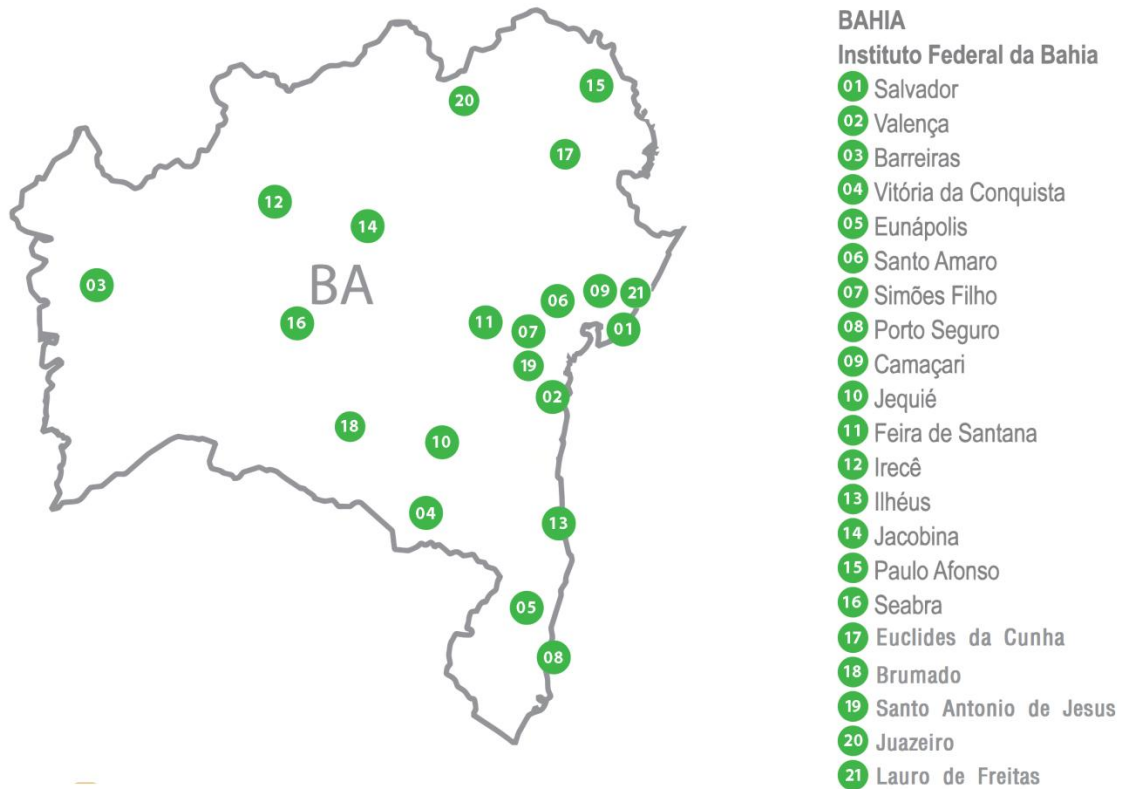 20
15
17
12
14
03
BA
16
11
07
06
09
21
01
19
02
18
10
04
13
05
08
BAHIA
Instituto Federal da Bahia
01 Salvador
02 Valença
03 Barreiras
04 Vitória da Conquista
05 Eunápolis
06 Santo Amaro
07 Simões Filho
08 Porto Seguro
09 Camaçari
10 Jequié
11 Feira de Santana
12 Irecê
13 Ilhéus
14 Jacobina
15 Paulo Afonso
16 Seabra
17 Euclides da Cunha
18 Brumado
19 Santo Antonio de Jesus
20 Juazeiro
21 Lauro de Freitas